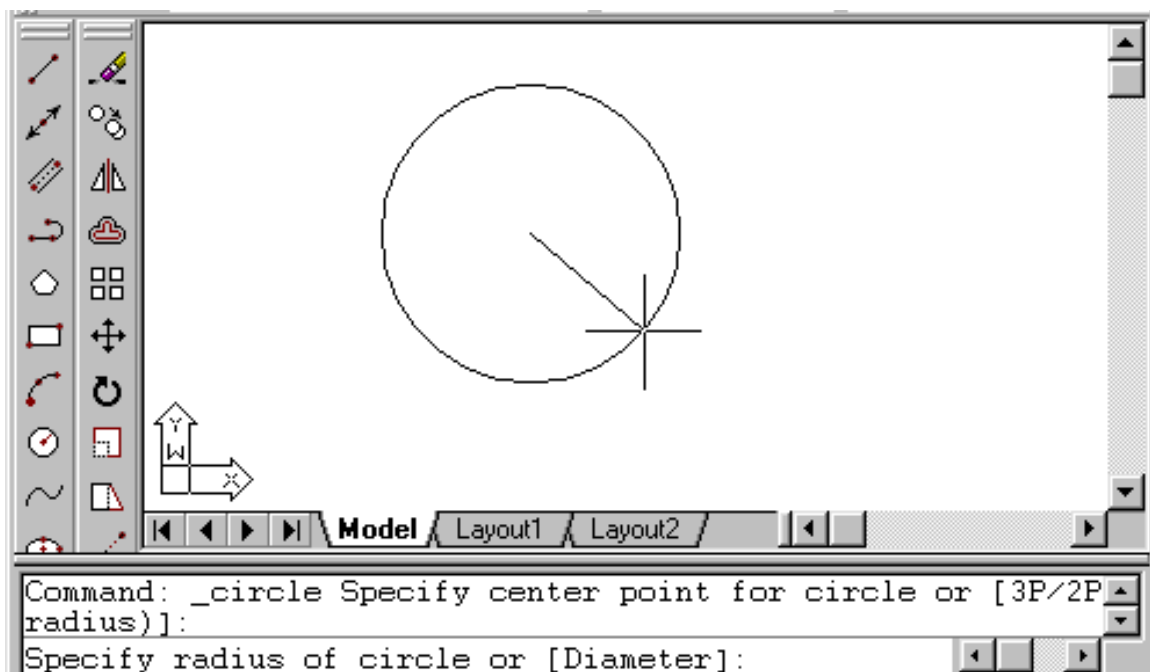 Y
W
X
Model Layout1 Layout2
Command: _circle Specify center point for circle or [3P/2P
radius)]:
Specify radius of circle or [Diameter]: